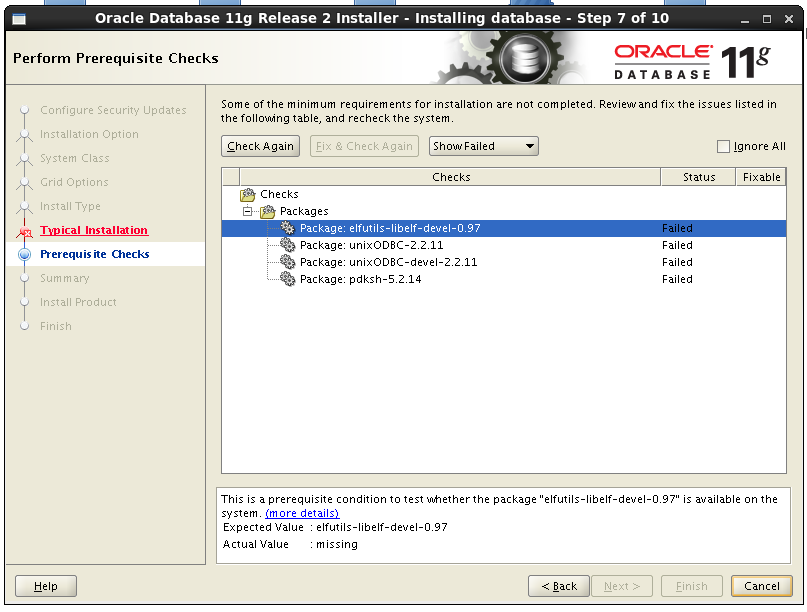 Oracle Database 11g Release 2 Installer - Installing database - Step 7 of 10
Perform Prerequisite Checks
ORACLE
DATABASE
11g
Configure Security Updates
Installation Option
System Class
Grid Options
Install Type
Typical Installation
Prerequisite Checks
Summary
Install Product
Finish
Some of the minimum requirements for installation are not completed. Review and fix the issues listed in
the following table, and recheck the system.
Check Again
Fix & Check Again
Show Failed
Ignore All
Checks Status Fixable
Checks
Packages
Package: elfutils-libelf-devel-0.97 Failed
Package: unixODBC-2.2.11 Failed
Package: unixODBC-devel-2.2.11 Failed
Package: pdksh-5.2.14 Failed
This is a prerequisite condition to test whether the package "elfutils-libelf-devel-0.97" is available on the
system. (more details)
Expected Value : elfutils-libelf-devel-0.97
Actual Value : missing
Help
< Back
Next >
Finish
Cancel